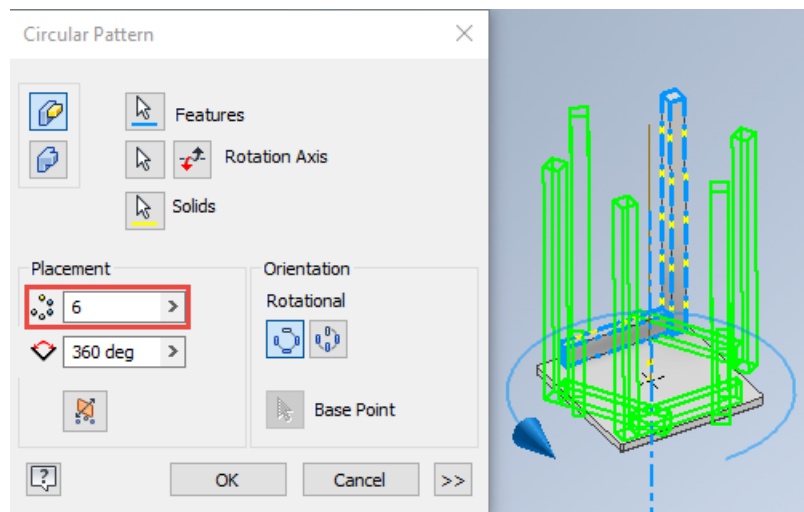 Circular Pattern
Features
Rotation Axis
Solids
Placement
6 >
360 deg >
Orientation
Rotational
Base Point
?
OK
Cancel
>>